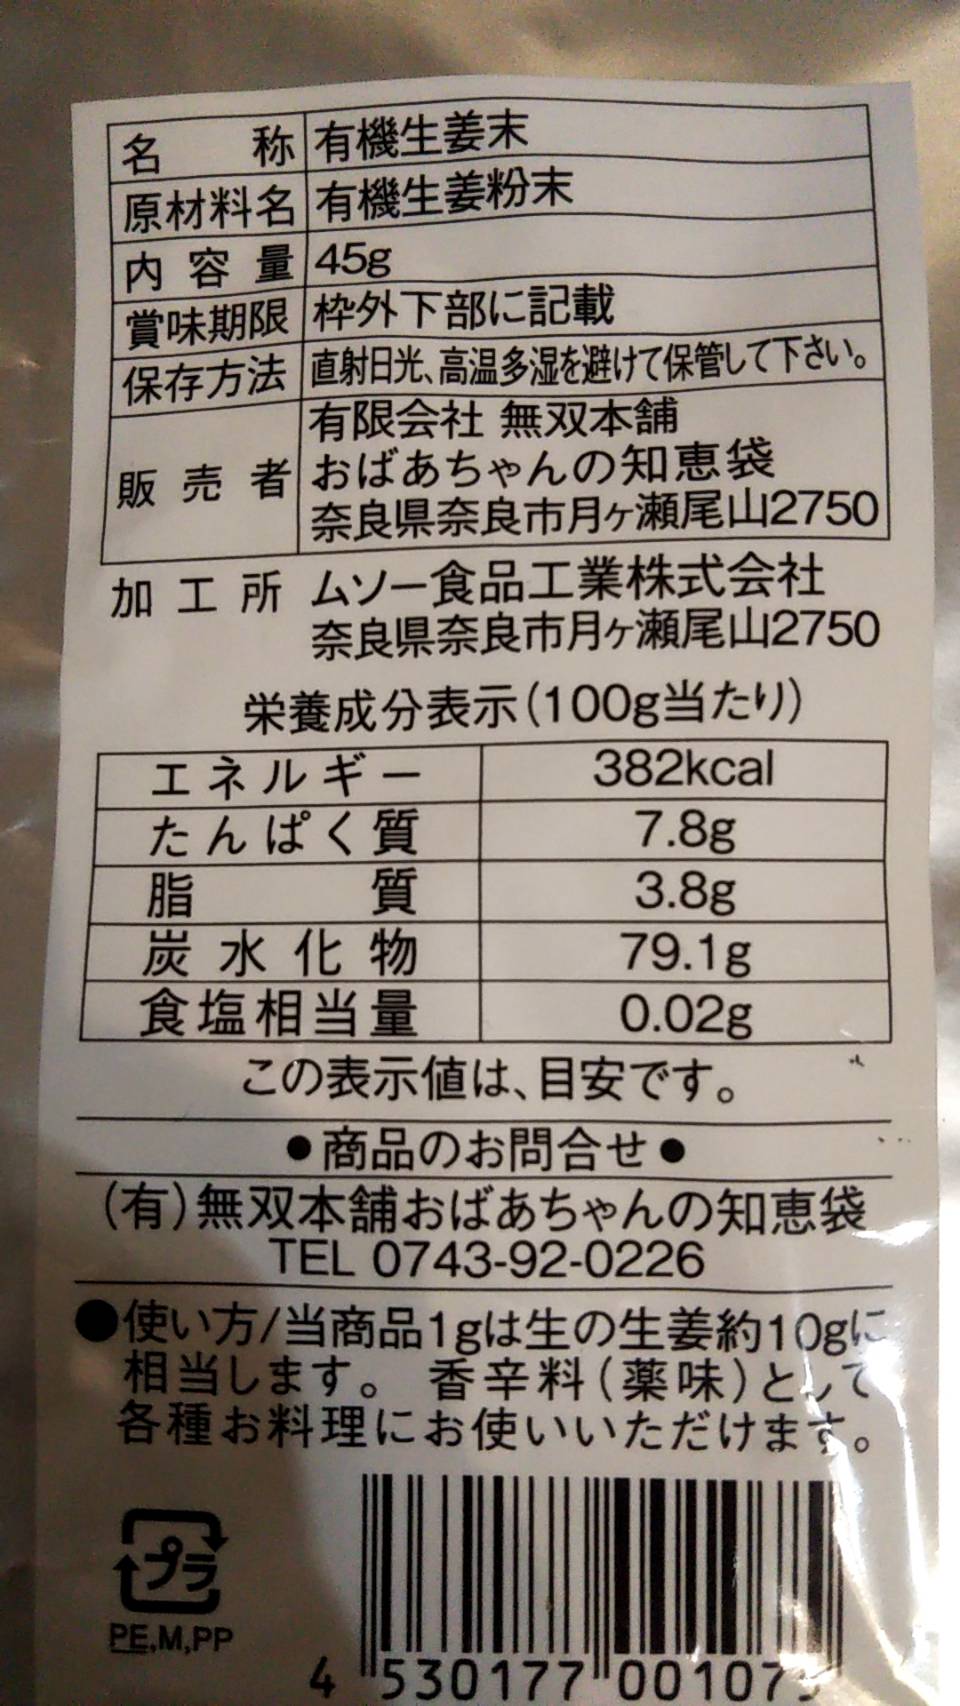 名称 有機生姜末
原材料名 有機生姜粉末
内容量 45g
賞味期限 枠外下部に記載
保存方法 直射日光、高温多湿を避けて保管して下さい。
販売者 有限会社 無双本舗
おばあちゃんの知恵袋
奈良県奈良市月ヶ瀬尾山2750
加工所 ムソー食品工業株式会社
奈良県奈良市月ヶ瀬尾山2750
栄養成分表示(100g当たり)
エネルギー 382kcal
たんぱく質 7.8g
脂質 3.8g
炭水化物 79.1g
食塩相当量 0.02g
この表示値は、目安です。
●商品のお問合せ●
(有)無双本舗おばあちゃんの知恵袋
TEL 0743-92-0226
●使い方/当商品1gは生の生姜約10gに
相当します。 香辛料(薬味)として
各種お料理にお使いいただけます。
プラ
PE,M,PP
4 530177 00107